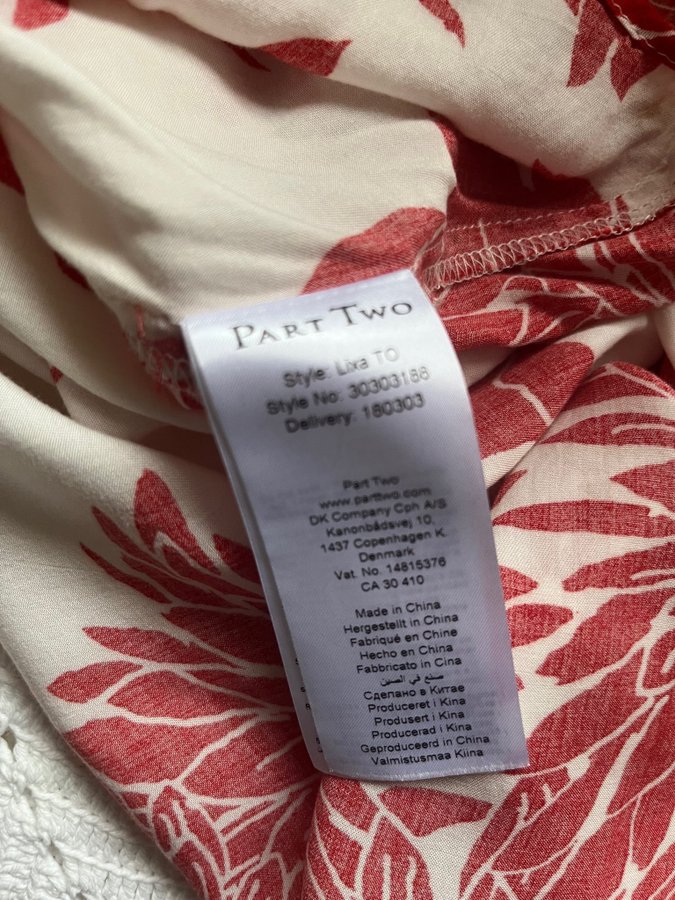 PART TWO
Style: Lixa TO
Style No: 30303188
Delivery: 180303
Part Two
www.parttwo.com
DK Company Cph A/S
Kanonbådsvej 10,
1437 Copenhagen K.
Denmark
Vat. No. 14815376
CA 30 410
Made in China
Hergestellt in China
Fabriqué en Chine
Hecho en China
Fabbricato in Cina
صنع في الصين
Сделано в Китае
Produceret i Kina
Produsert i Kina
Producerad i Kina
Geproduceerd in China
Valmistusmaa Kiina